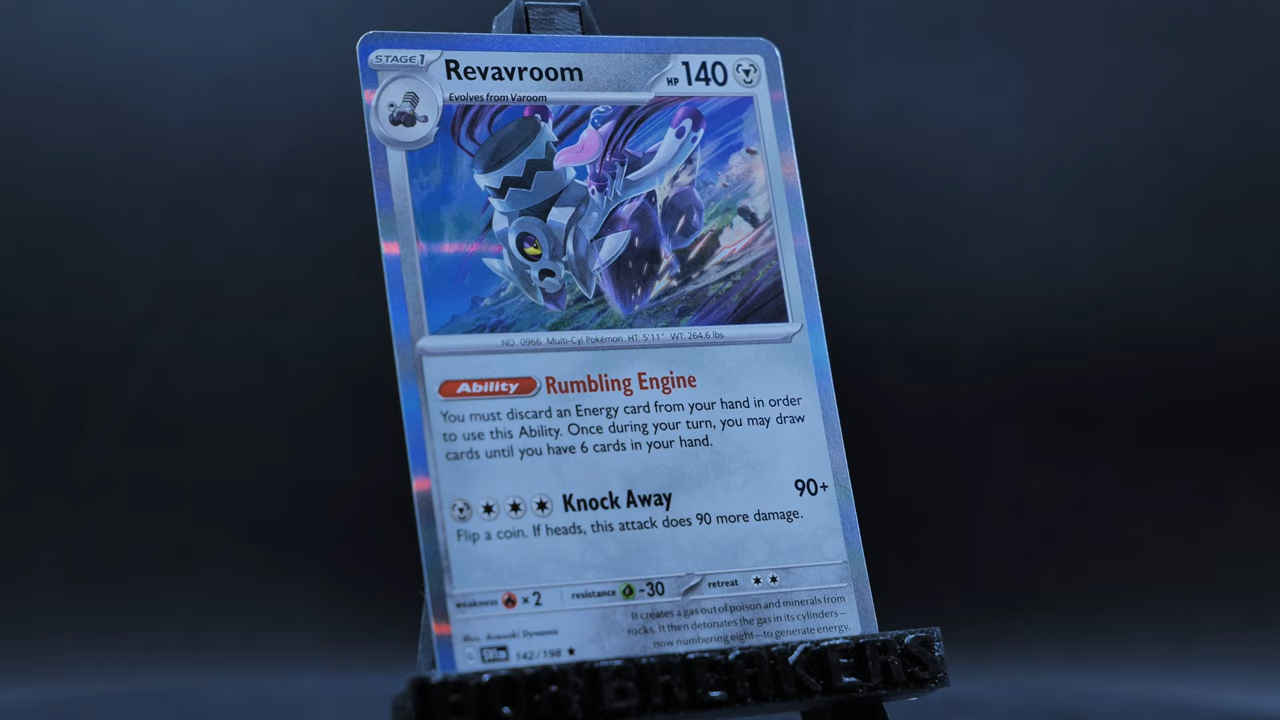 STAGE1
Revavroom
HP 140
Evolves from Varoom
NO. 0966 Multi-Cyl Pokémon HT: 5'11" WT: 264.6 lbs.
Ability Rumbling Engine
You must discard an Energy card from your hand in order
to use this Ability. Once during your turn, you may draw
cards until you have 6 cards in your hand.
Knock Away 90+
Flip a coin. If heads, this attack does 90 more damage.
weakness ×2 resistance -30 retreat
It creates a gas out of poison and minerals from
rocks. It then detonates the gas in its cylinders—
now numbering eight—to generate energy.
Illus. Anesaki Dynamic
142/198